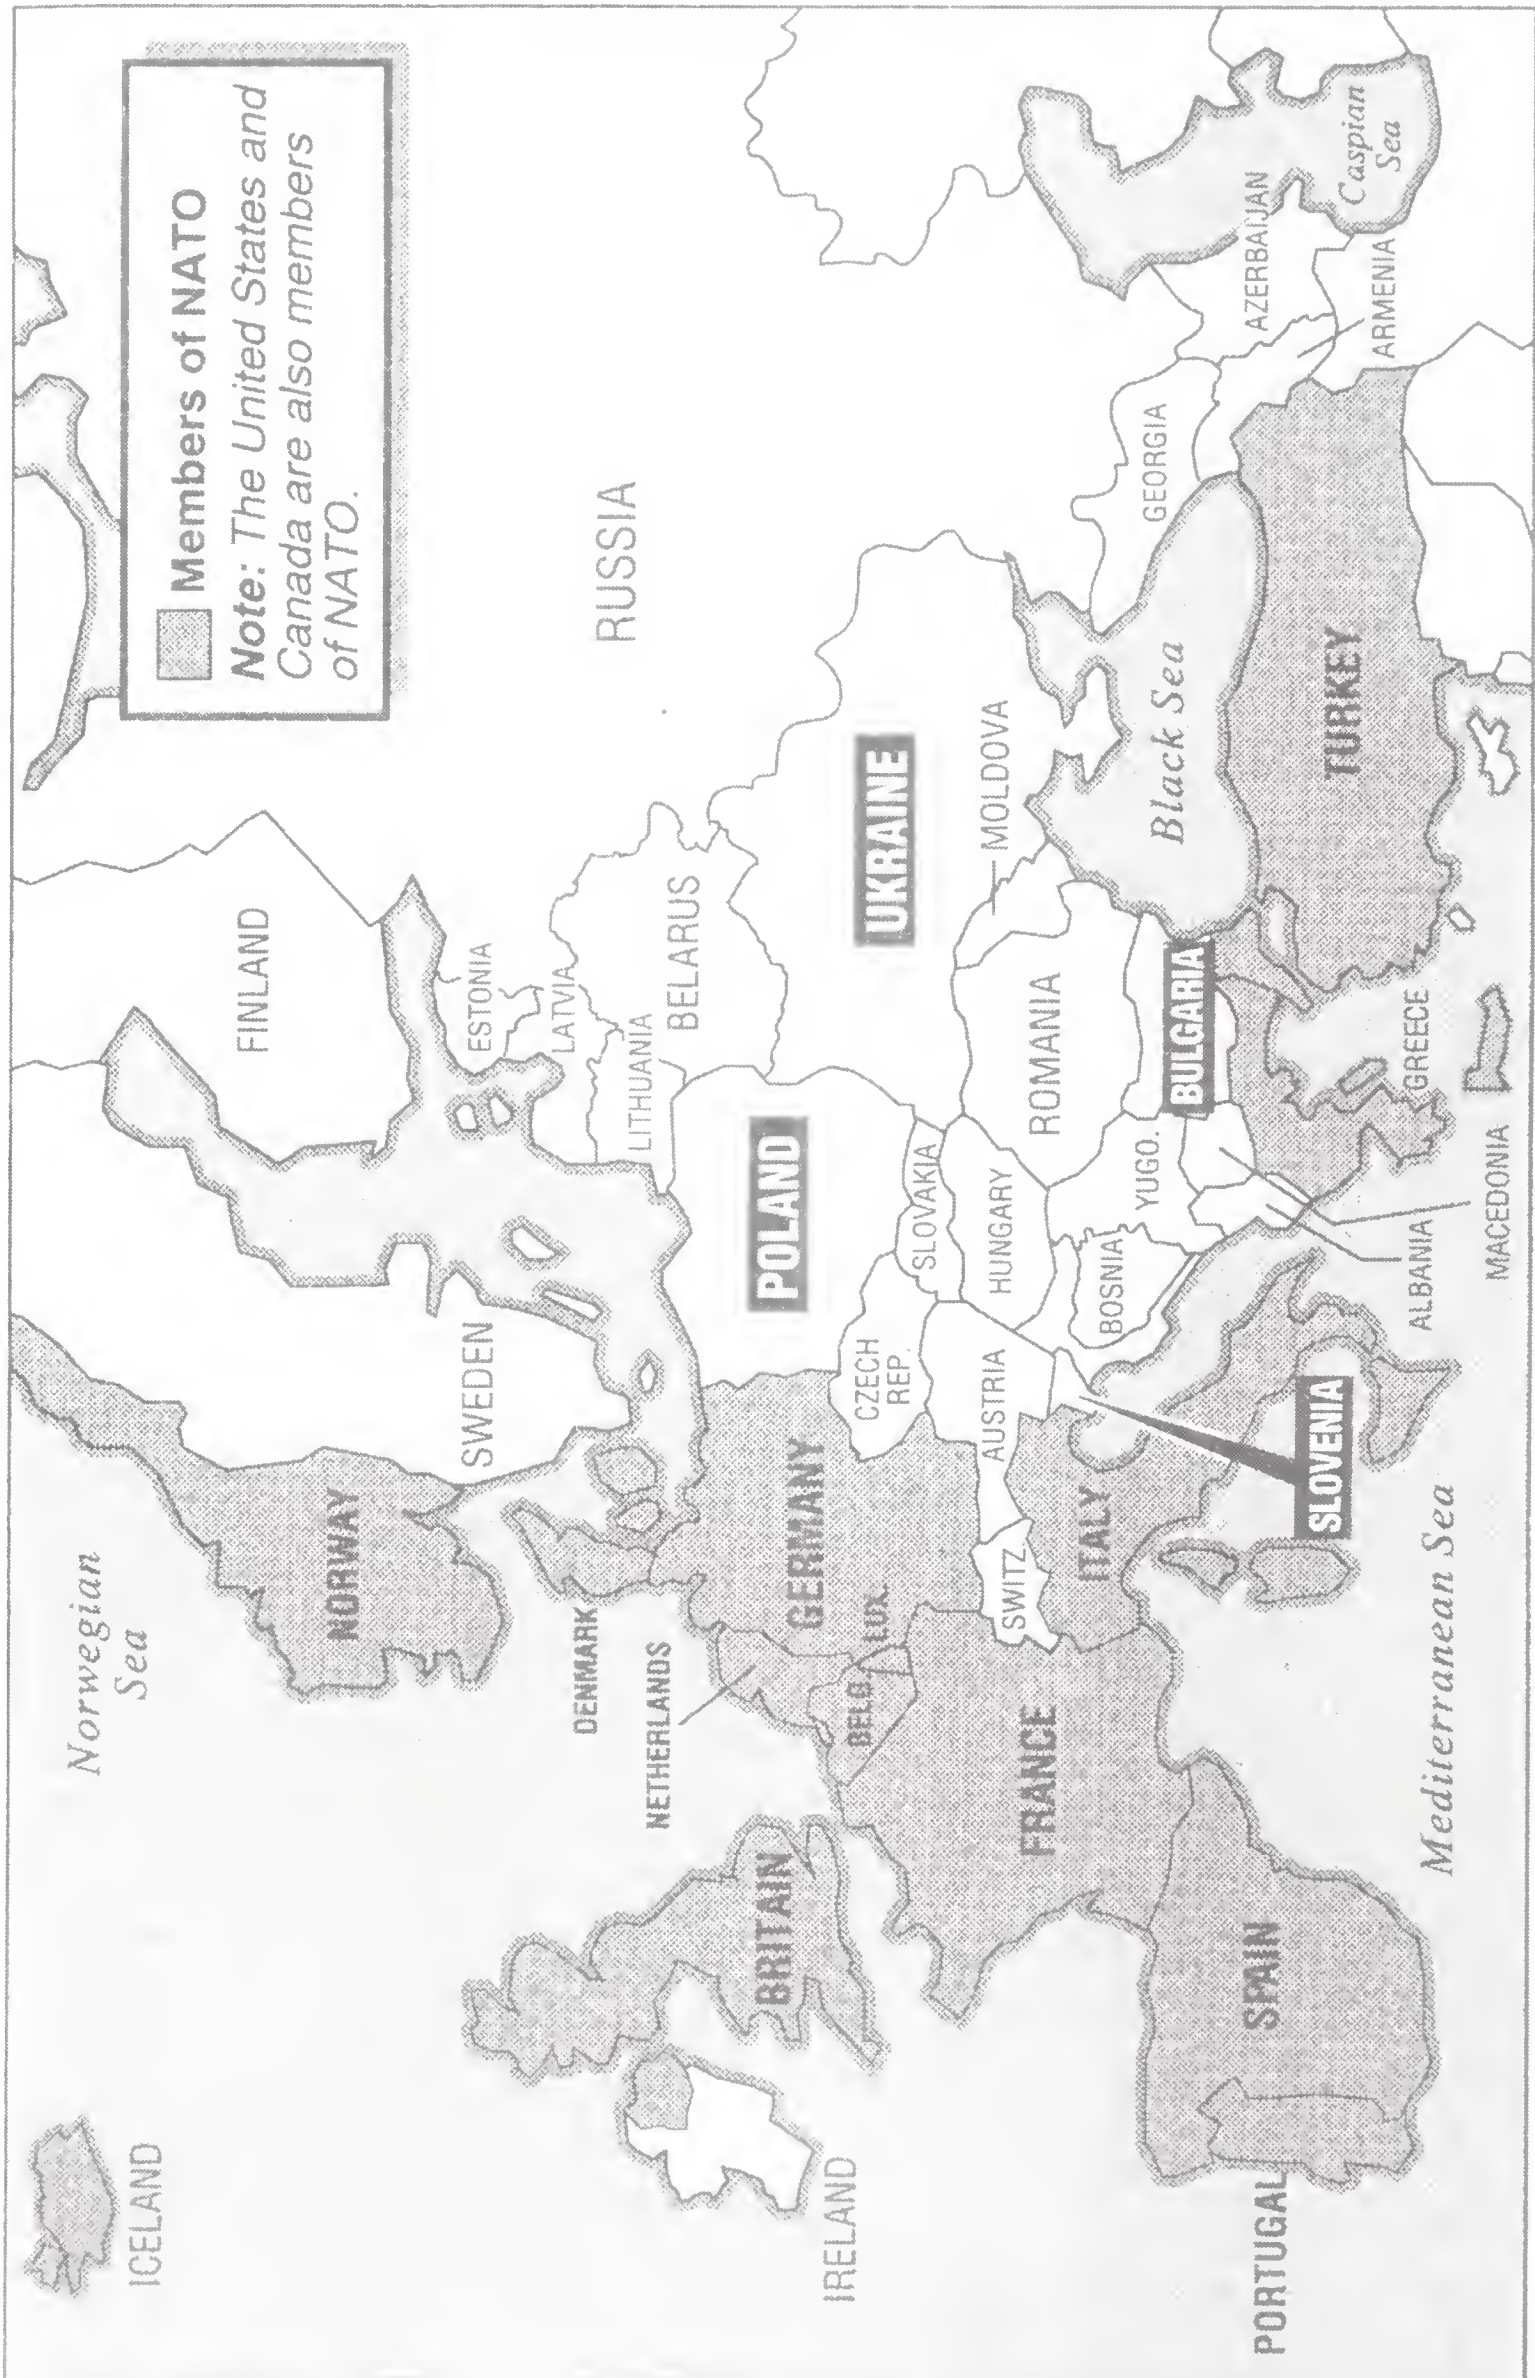 Members of NATO
Note: The United States and
Canada are also members
of NATO.
ICELAND
Norwegian
Sea
NORWAY
SWEDEN
FINLAND
RUSSIA
ESTONIA
LATVIA
LITHUANIA
BELARUS
DENMARK
NETHERLANDS
IRELAND
BRITAIN
BELG.
LUX.
GERMANY
POLAND
UKRAINE
CZECH
REP.
SLOVAKIA
MOLDOVA
FRANCE
SWITZ.
AUSTRIA
HUNGARY
ROMANIA
ITALY
BOSNIA
YUGO.
BULGARIA
Black Sea
GEORGIA
AZERBAIJAN
ARMENIA
Caspian
Sea
PORTUGAL
SPAIN
SLOVENIA
TURKEY
GREECE
ALBANIA
MACEDONIA
Mediterranean Sea